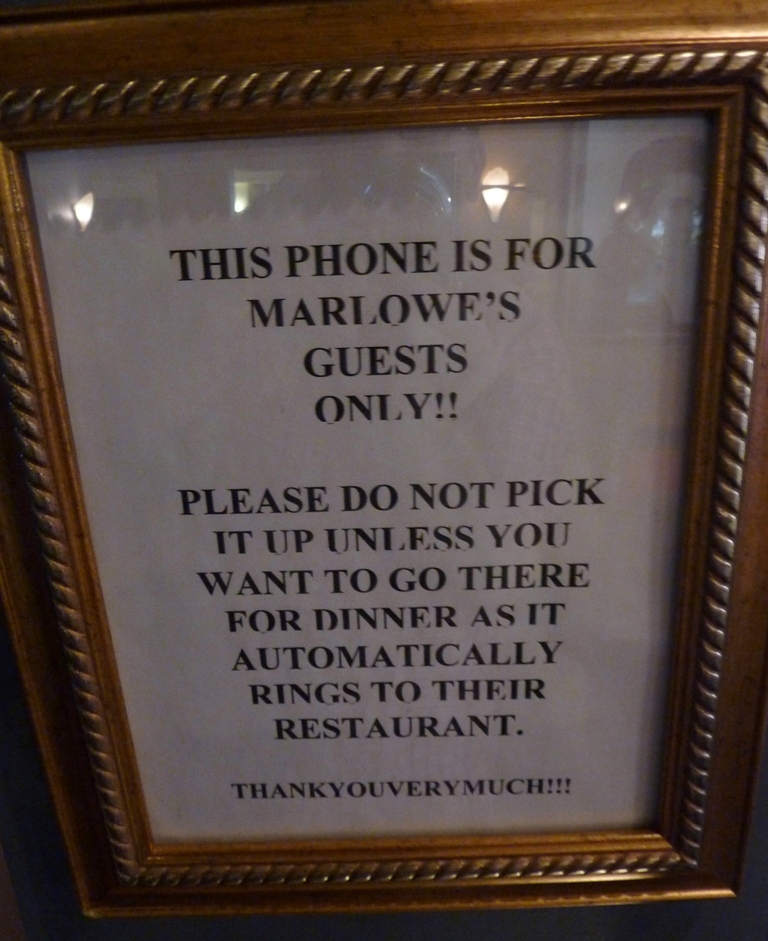 THIS PHONE IS FOR
MARLOWE'S
GUESTS
ONLY!!
PLEASE DO NOT PICK
IT UP UNLESS YOU
WANT TO GO THERE
FOR DINNER AS IT
AUTOMATICALLY
RINGS TO THEIR
RESTAURANT.
THANKYOUVERYMUCH!!!